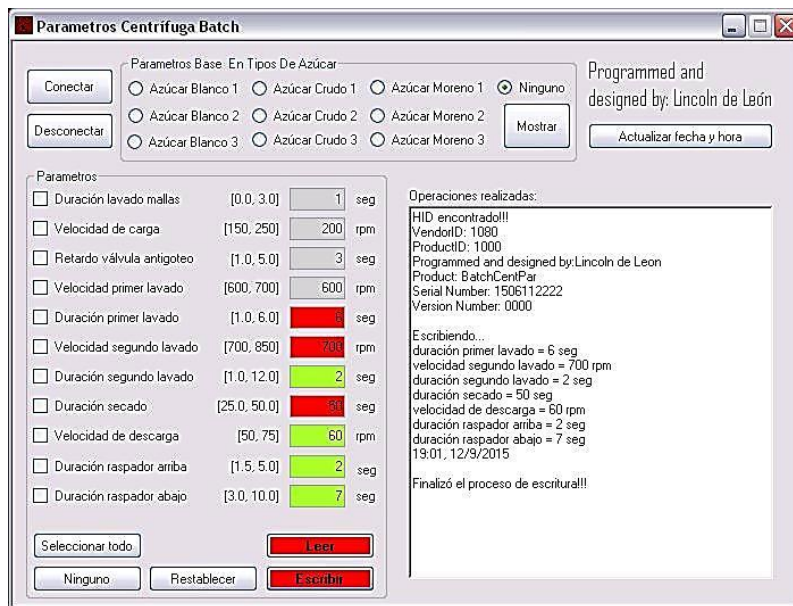 Parametros Centrífuga Batch
Conectar
Desconectar
Parametros Base En Tipos De Azúcar
Azúcar Blanco 1 Azúcar Crudo 1 Azúcar Moreno 1 Ninguno
Azúcar Blanco 2 Azúcar Crudo 2 Azúcar Moreno 2
Azúcar Blanco 3 Azúcar Crudo 3 Azúcar Moreno 3
Mostrar
Programmed and
designed by: Lincoln de León
Actualizar fecha y hora
Parametros
Duración lavado mallas [0.0, 3.0] 1 seg
Velocidad de carga [150, 250] 200 rpm
Retardo válvula antigoteo [1.0, 5.0] 3 seg
Velocidad primer lavado [600, 700] 600 rpm
Duración primer lavado [1.0, 6.0] 6 seg
Velocidad segundo lavado [700, 850] 700 rpm
Duración segundo lavado [1.0, 12.0] 2 seg
Duración secado [25.0, 50.0] 50 seg
Velocidad de descarga [50, 75] 60 rpm
Duración raspador arriba [1.5, 5.0] 2 seg
Duración raspador abajo [3.0, 10.0] 7 seg
Seleccionar todo Leer
Ninguno Restablecer Escribir
Operaciones realizadas:
HID encontrado!!!
VendorID: 1080
ProductID: 1000
Programmed and designed by:Lincoln de Leon
Product: BatchCentPar
Serial Number: 1506112222
Version Number: 0000
Escribiendo...
duración primer lavado = 6 seg
velocidad segundo lavado = 700 rpm
duración segundo lavado = 2 seg
duración secado = 50 seg
velocidad de descarga = 60 rpm
duración raspador arriba = 2 seg
duración raspador abajo = 7 seg
19:01, 12/9/2015
Finalizó el proceso de escritura!!!